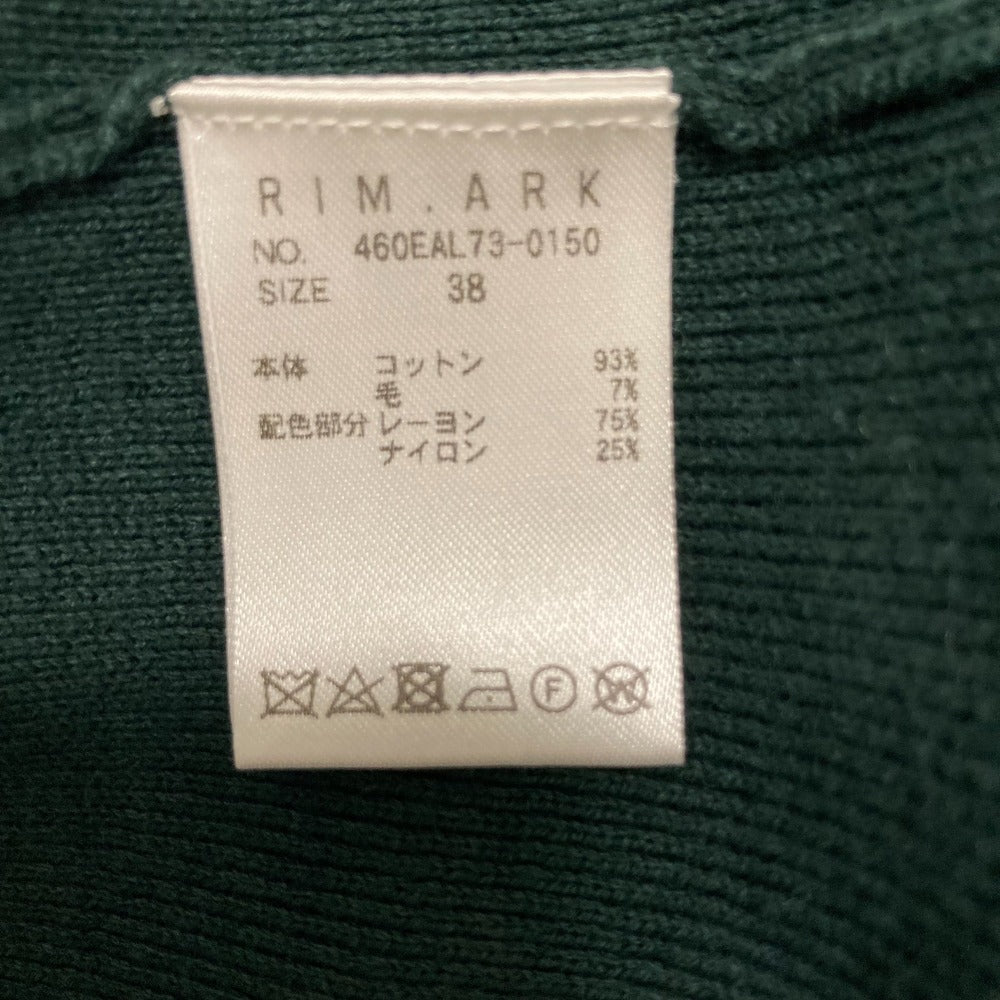 RIM.ARK
NO. 460EAL73-0150
SIZE 38
本体 コットン 93%
毛 7%
配色部分 レーヨン 75%
ナイロン 25%
F W